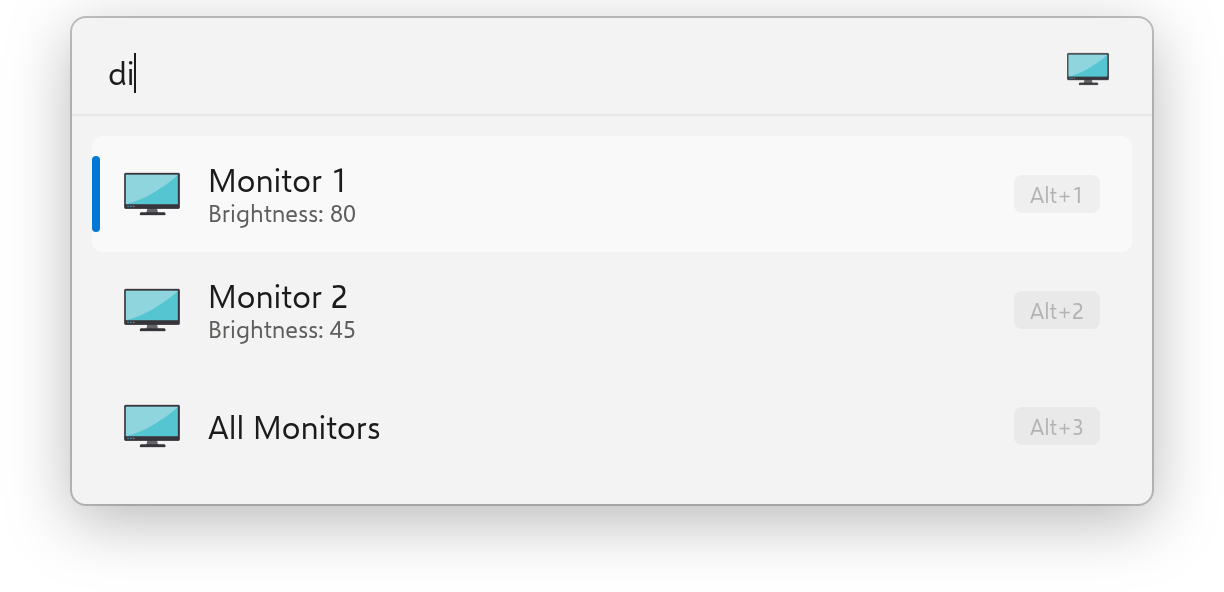 di
Monitor 1
Brightness: 80
Alt+1
Monitor 2
Brightness: 45
Alt+2
All Monitors
Alt+3